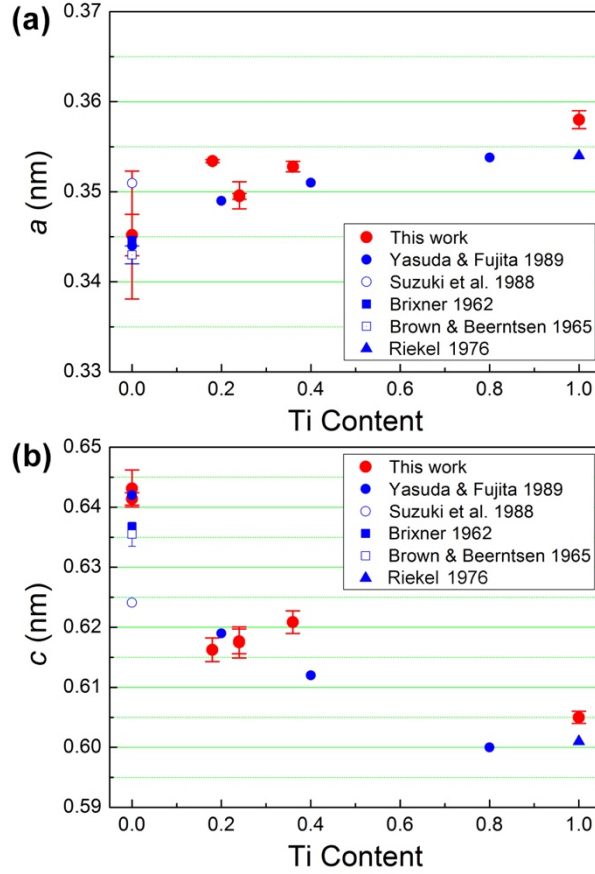 (a)
0.37
0.36
0.35
0.34
0.33
a (nm)
This work
Yasuda & Fujita 1989
Suzuki et al. 1988
Brixner 1962
Brown & Beerntsen 1965
Riekel 1976
0.0 0.2 0.4 0.6 0.8 1.0
Ti Content
(b)
0.65
0.64
0.63
0.62
0.61
0.60
0.59
c (nm)
This work
Yasuda & Fujita 1989
Suzuki et al. 1988
Brixner 1962
Brown & Beerntsen 1965
Riekel 1976
0.0 0.2 0.4 0.6 0.8 1.0
Ti Content